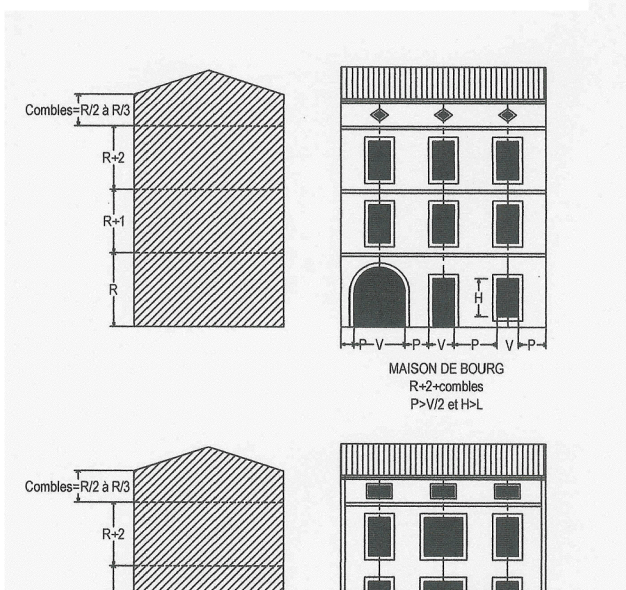 Combles=R/2 à R/3
R+2
R+1
R
H
P V P V P V P
MAISON DE BOURG
R+2+combles
P>V/2 et H>L
Combles=R/2 à R/3
R+2